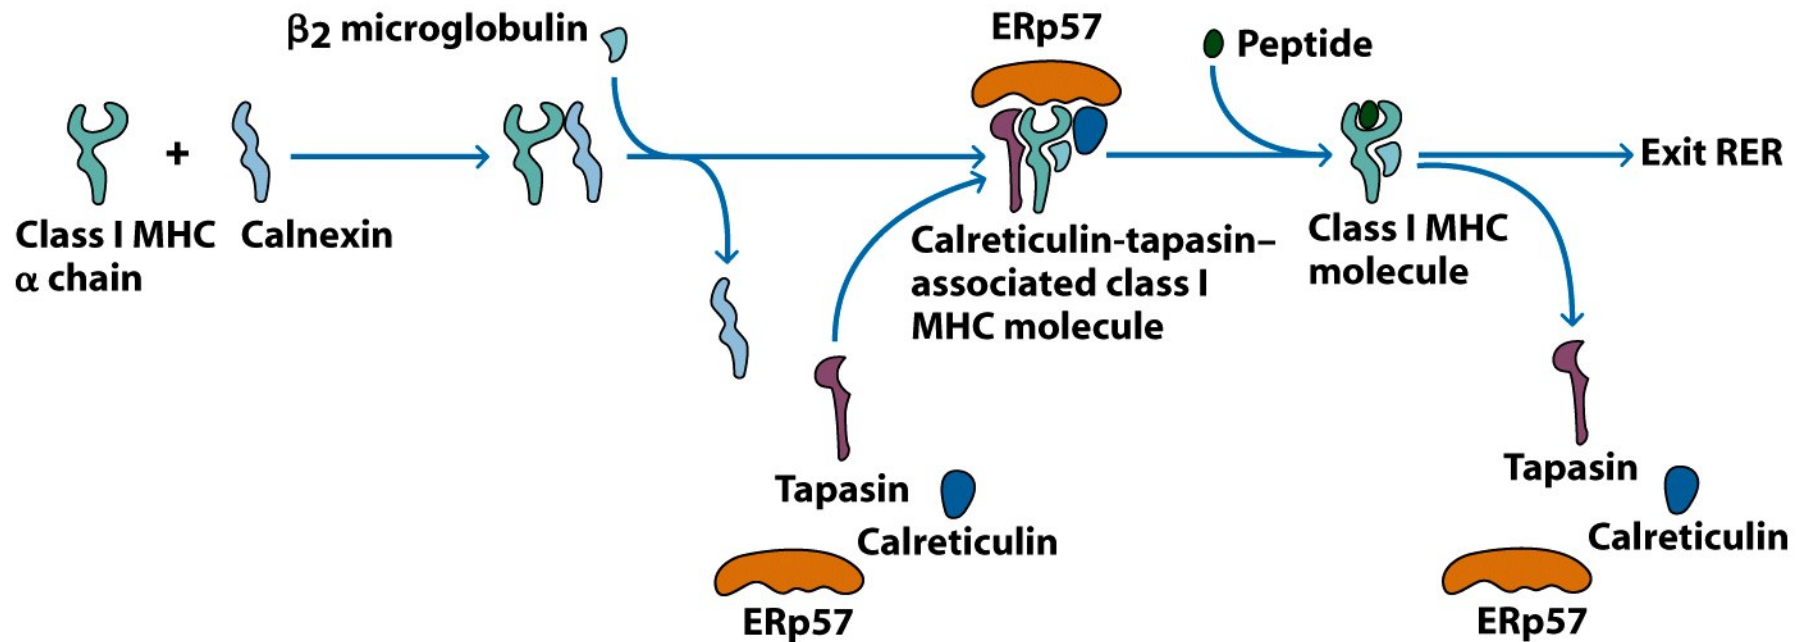 β2 microglobulin
ERp57
Peptide
+
Exit RER
Class I MHC
α chain
Calnexin
Calreticulin-tapasin–
associated class I
MHC molecule
Class I MHC
molecule
Tapasin
Calreticulin
ERp57
Tapasin
Calreticulin
ERp57